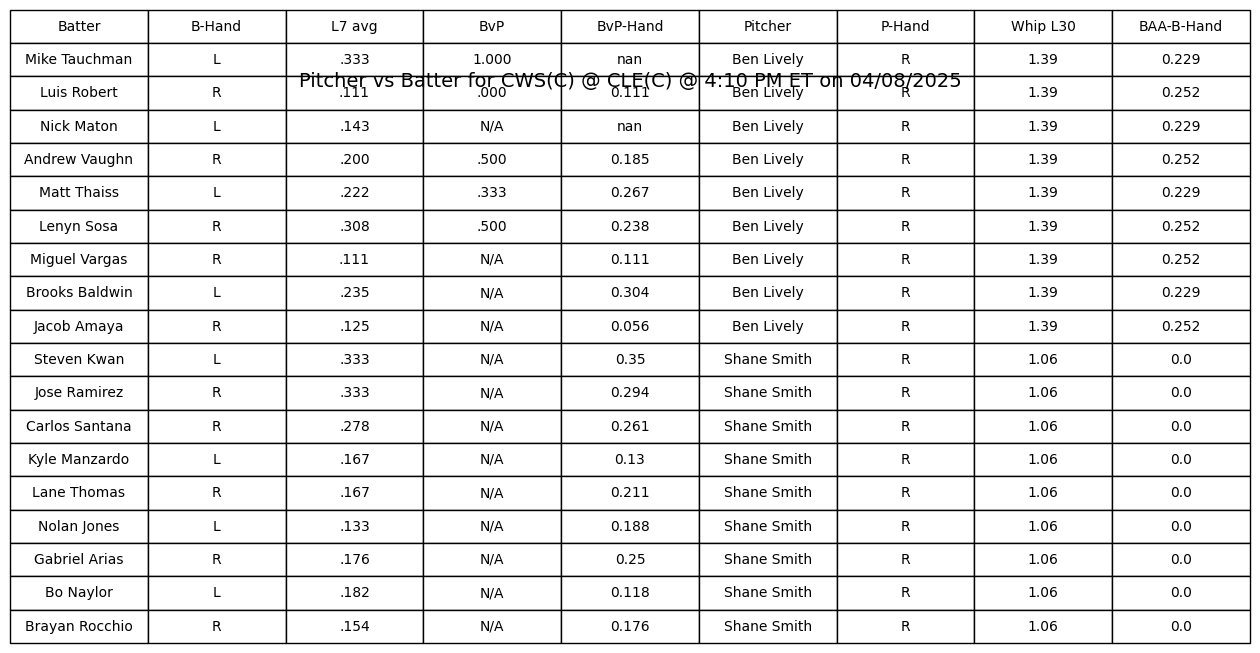 Batter B-Hand L7 avg BvP BvP-Hand Pitcher P-Hand Whip L30 BAA-B-Hand
Mike Tauchman L .333 1.000 nan Ben Lively R 1.39 0.229
Pitcher vs Batter for CWS(C) @ CLE(C) @ 4:10 PM ET on 04/08/2025
Luis Robert R .111 .000 0.111 Ben Lively R 1.39 0.252
Nick Maton L .143 N/A nan Ben Lively R 1.39 0.229
Andrew Vaughn R .200 .500 0.185 Ben Lively R 1.39 0.252
Matt Thaiss L .222 .333 0.267 Ben Lively R 1.39 0.229
Lenyn Sosa R .308 .500 0.238 Ben Lively R 1.39 0.252
Miguel Vargas R .111 N/A 0.111 Ben Lively R 1.39 0.252
Brooks Baldwin L .235 N/A 0.304 Ben Lively R 1.39 0.229
Jacob Amaya R .125 N/A 0.056 Ben Lively R 1.39 0.252
Steven Kwan L .333 N/A 0.35 Shane Smith R 1.06 0.0
Jose Ramirez R .333 N/A 0.294 Shane Smith R 1.06 0.0
Carlos Santana R .278 N/A 0.261 Shane Smith R 1.06 0.0
Kyle Manzardo L .167 N/A 0.13 Shane Smith R 1.06 0.0
Lane Thomas R .167 N/A 0.211 Shane Smith R 1.06 0.0
Nolan Jones L .133 N/A 0.188 Shane Smith R 1.06 0.0
Gabriel Arias R .176 N/A 0.25 Shane Smith R 1.06 0.0
Bo Naylor L .182 N/A 0.118 Shane Smith R 1.06 0.0
Brayan Rocchio R .154 N/A 0.176 Shane Smith R 1.06 0.0